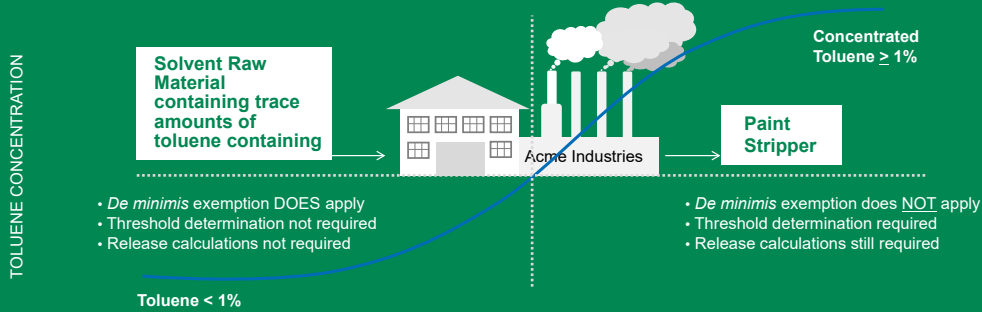 TOLUENE CONCENTRATION
Solvent Raw
Material
containing trace
amounts of
toluene containing
Acme Industries
Concentrated
Toluene ≥ 1%
Paint
Stripper
• De minimis exemption DOES apply
• Threshold determination not required
• Release calculations not required
• De minimis exemption does NOT apply
• Threshold determination required
• Release calculations still required
Toluene < 1%